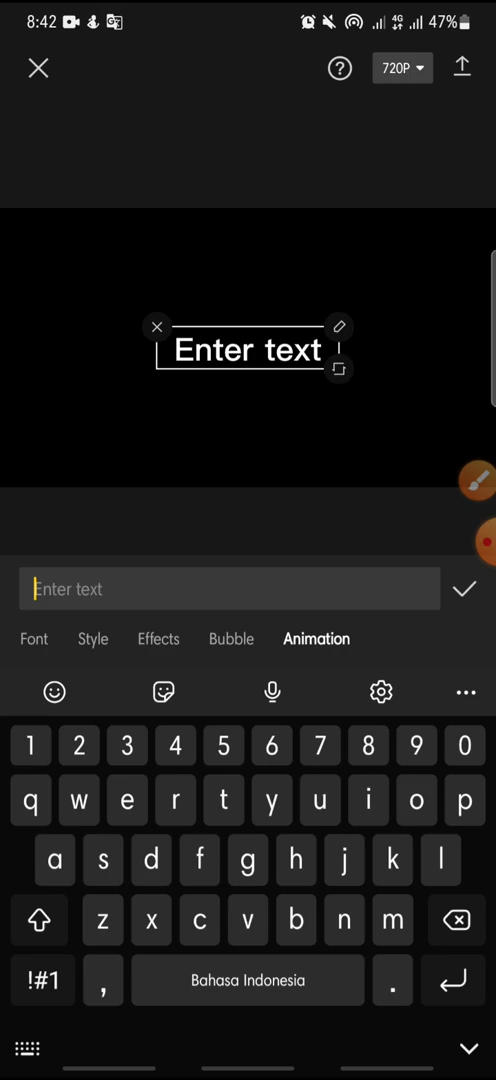 8:42 4G 47%
720P
Enter text
Enter text
Font Style Effects Bubble Animation
1 2 3 4 5 6 7 8 9 0
q w e r t y u i o p
a s d f g h j k l
z x c v b n m
!#1 , Bahasa Indonesia .